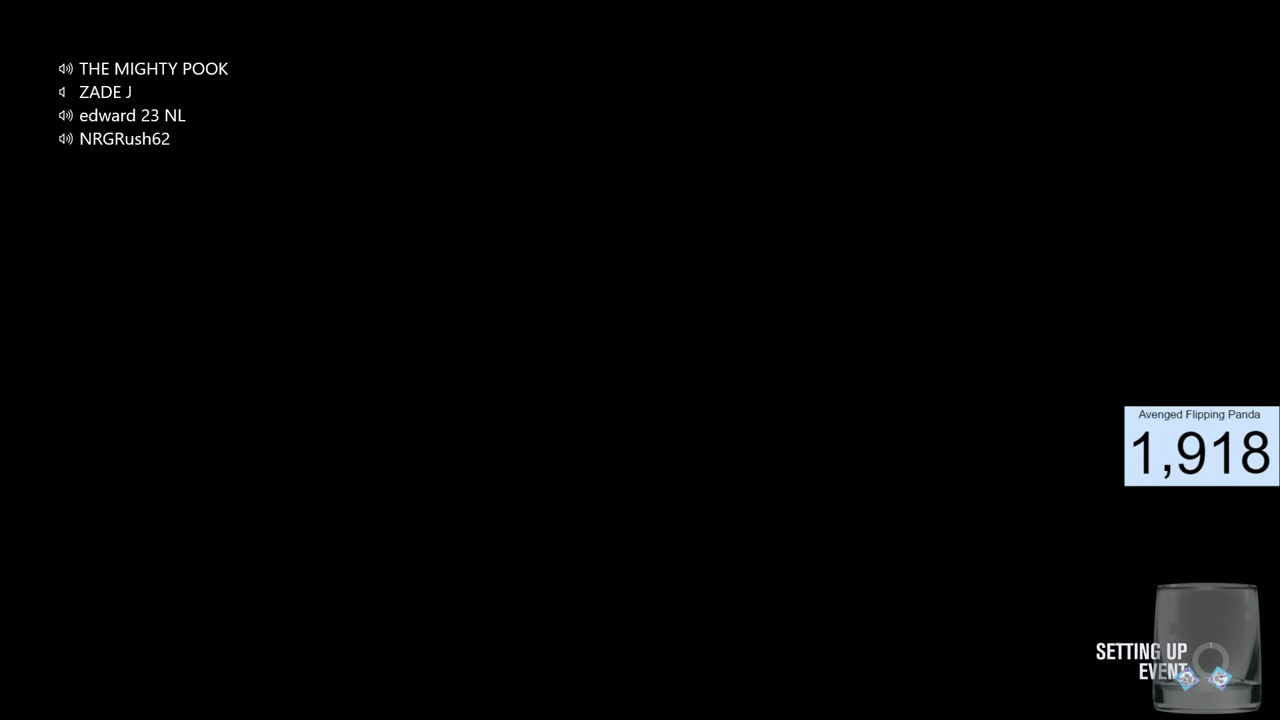 THE MIGHTY POOK
ZADE J
edward 23 NL
NRGRush62
Avenged Flipping Panda
1,918
SETTING UP
EVENT